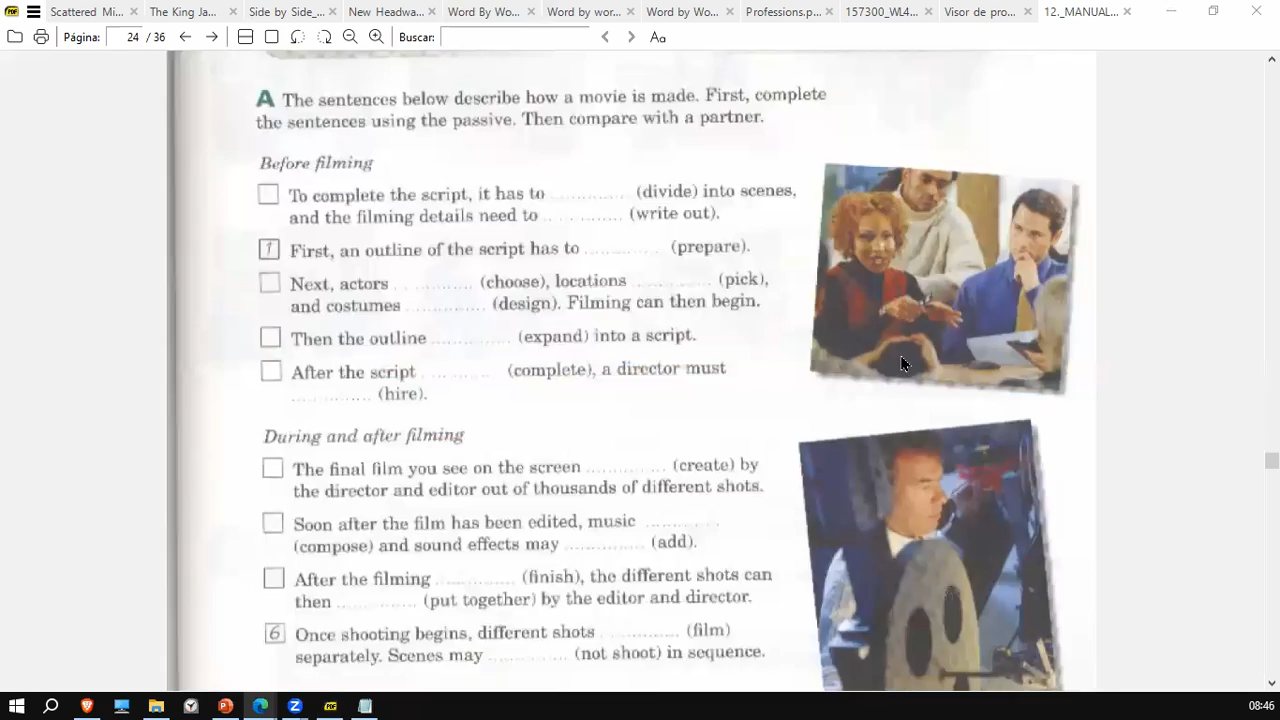 Scattered Mi...
The King Ja...
Side by Side_...
New Headwa...
Word By Wo...
Word by wor...
Word by Wo...
Professions.p...
157300_WL4...
Visor de pro...
12._MANUAL...
Página:
24 / 36
Buscar:
Aa
A The sentences below describe how a movie is made. First, complete
the sentences using the passive. Then compare with a partner.
Before filming
To complete the script, it has to ............ (divide) into scenes,
and the filming details need to ............ (write out).
1 First, an outline of the script has to ............ (prepare).
Next, actors ............ (choose), locations ............ (pick),
and costumes ............ (design). Filming can then begin.
Then the outline ............ (expand) into a script.
After the script ............ (complete), a director must
............ (hire).
During and after filming
The final film you see on the screen ............ (create) by
the director and editor out of thousands of different shots.
Soon after the film has been edited, music ............
(compose) and sound effects may ............ (add).
After the filming ............ (finish), the different shots can
then ............ (put together) by the editor and director.
6 Once shooting begins, different shots ............ (film)
separately. Scenes may ............ (not shoot) in sequence.
08:46